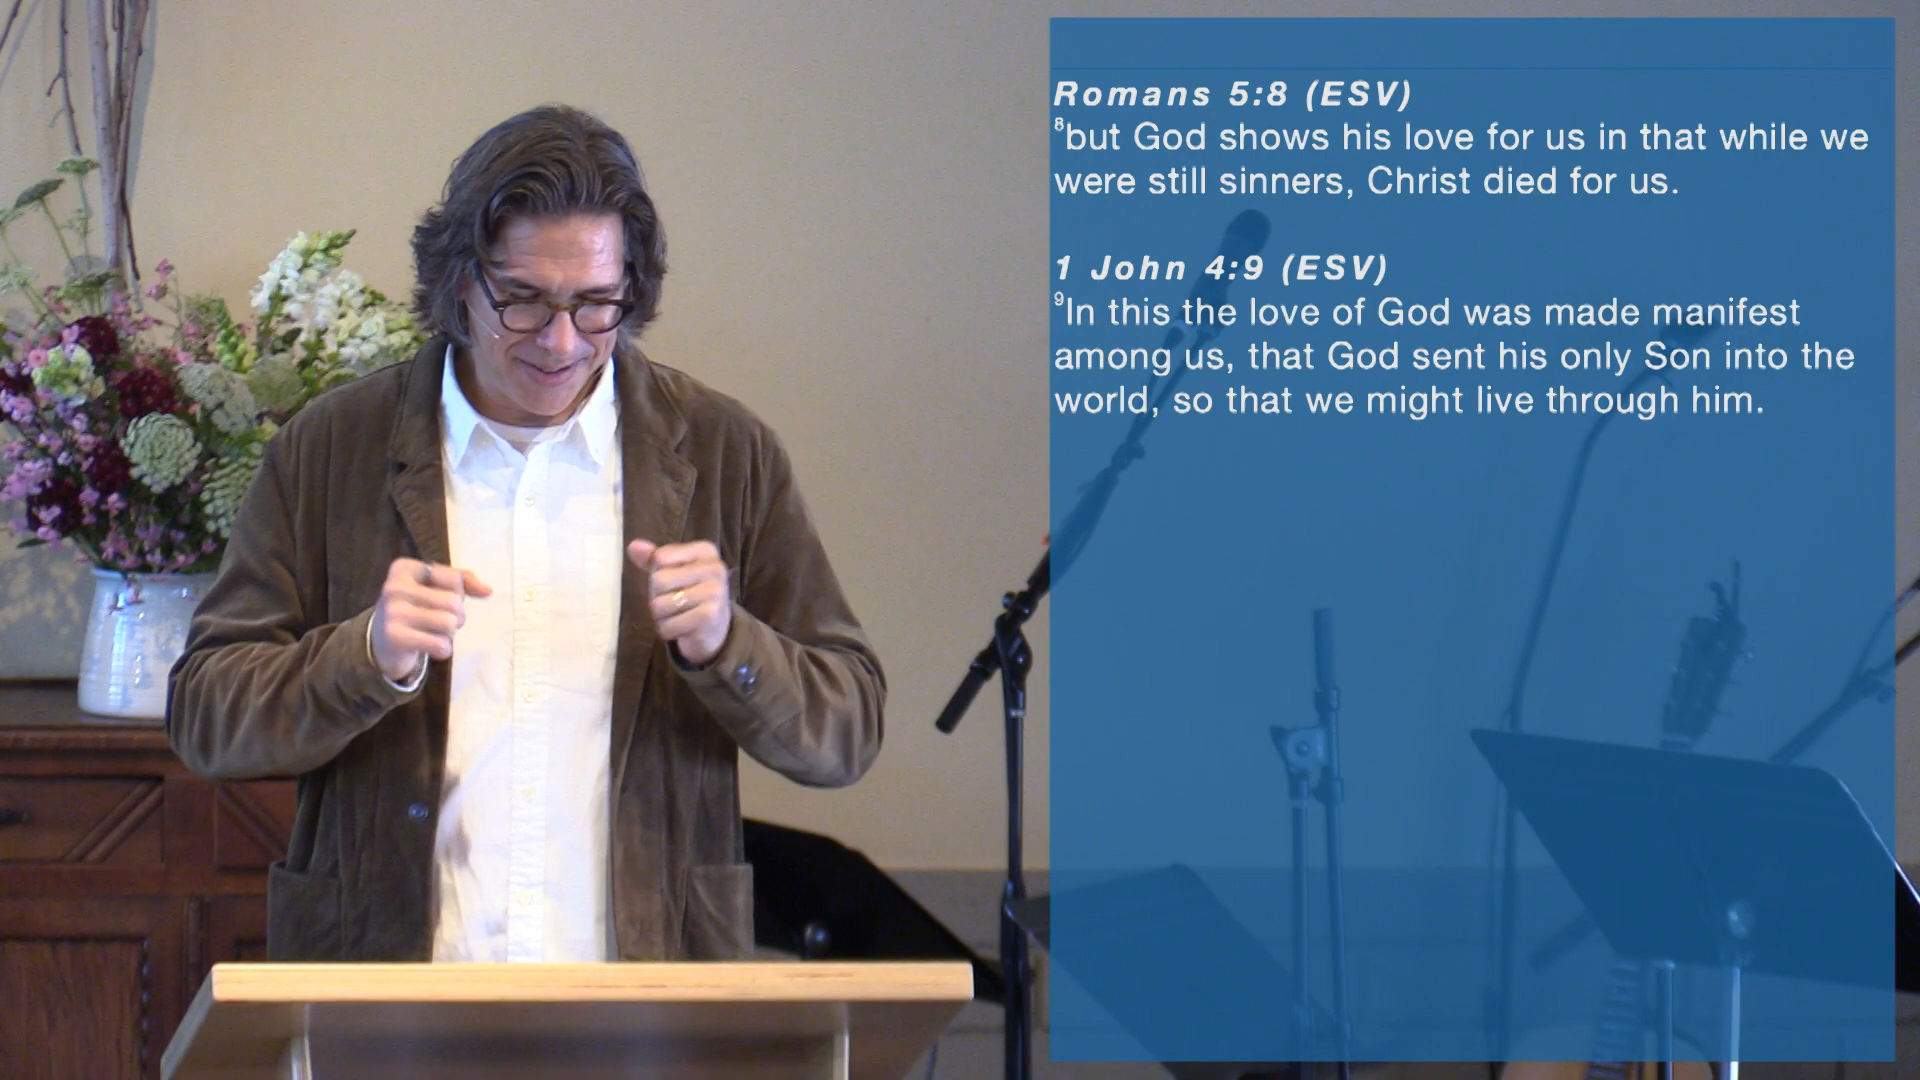 Romans 5:8 (ESV)
⁸but God shows his love for us in that while we
were still sinners, Christ died for us.
1 John 4:9 (ESV)
⁹In this the love of God was made manifest
among us, that God sent his only Son into the
world, so that we might live through him.